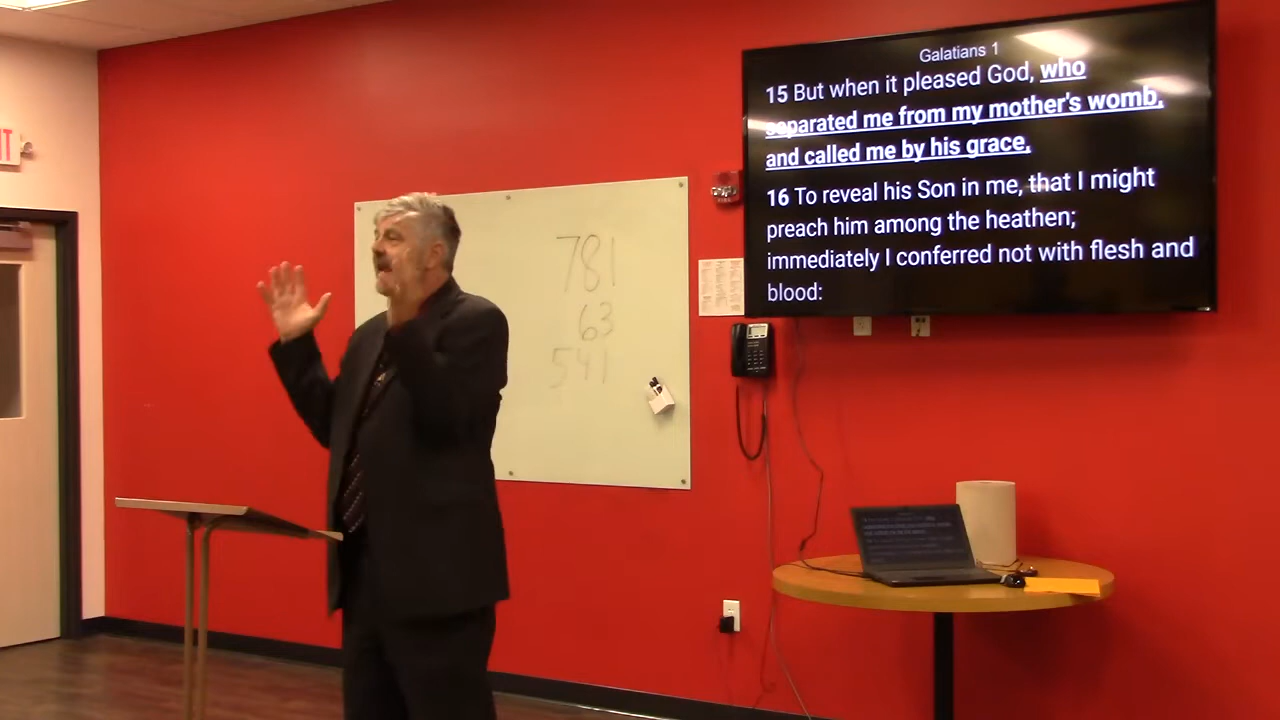 Galatians 1
15 But when it pleased God, who
separated me from my mother's womb,
and called me by his grace,
16 To reveal his Son in me, that I might
preach him among the heathen;
immediately I conferred not with flesh and
blood:
781
63
541
IT
FIRE